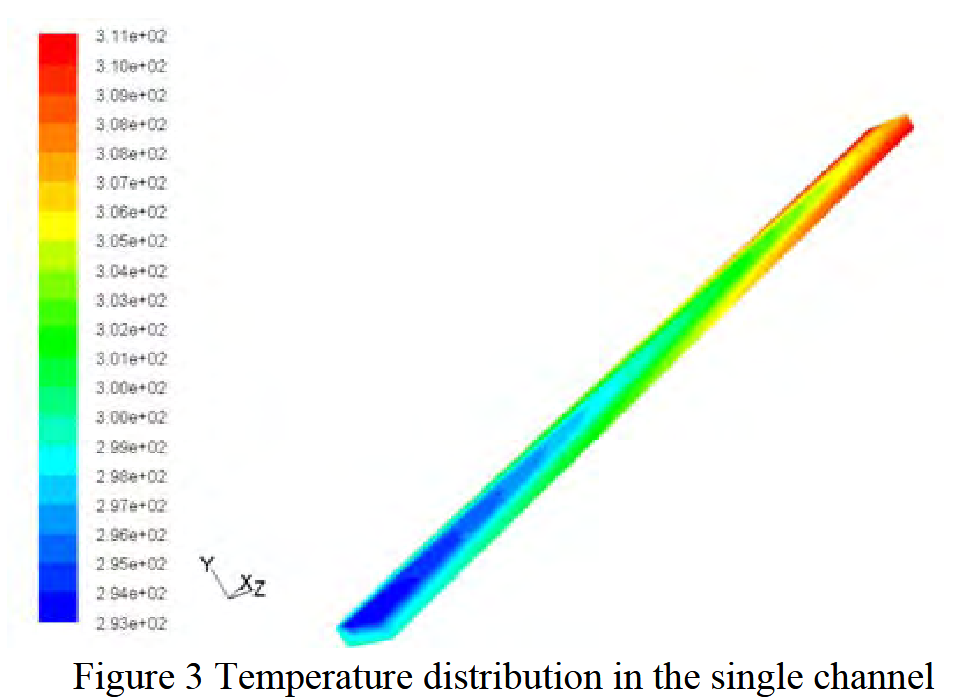 3.11e+02
3.10e+02
3.09e+02
3.08e+02
3.08e+02
3.07e+02
3.06e+02
3.05e+02
3.04e+02
3.03e+02
3.02e+02
3.01e+02
3.00e+02
3.00e+02
2.99e+02
2.98e+02
2.97e+02
2.96e+02
2.95e+02
2.94e+02
2.93e+02
Y
X
Z
Figure 3 Temperature distribution in the single channel